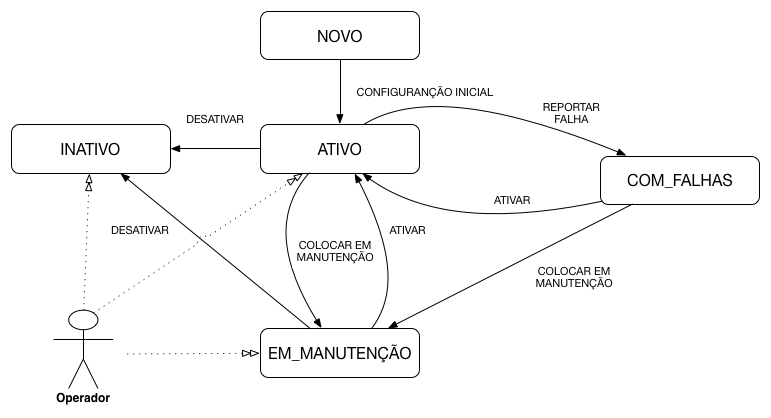 NOVO
CONFIGURANÇÃO INICIAL
REPORTAR
FALHA
DESATIVAR
INATIVO
ATIVO
COM_FALHAS
ATIVAR
DESATIVAR
ATIVAR
COLOCAR EM
MANUTENÇÃO
COLOCAR EM
MANUTENÇÃO
EM_MANUTENÇÃO
Operador